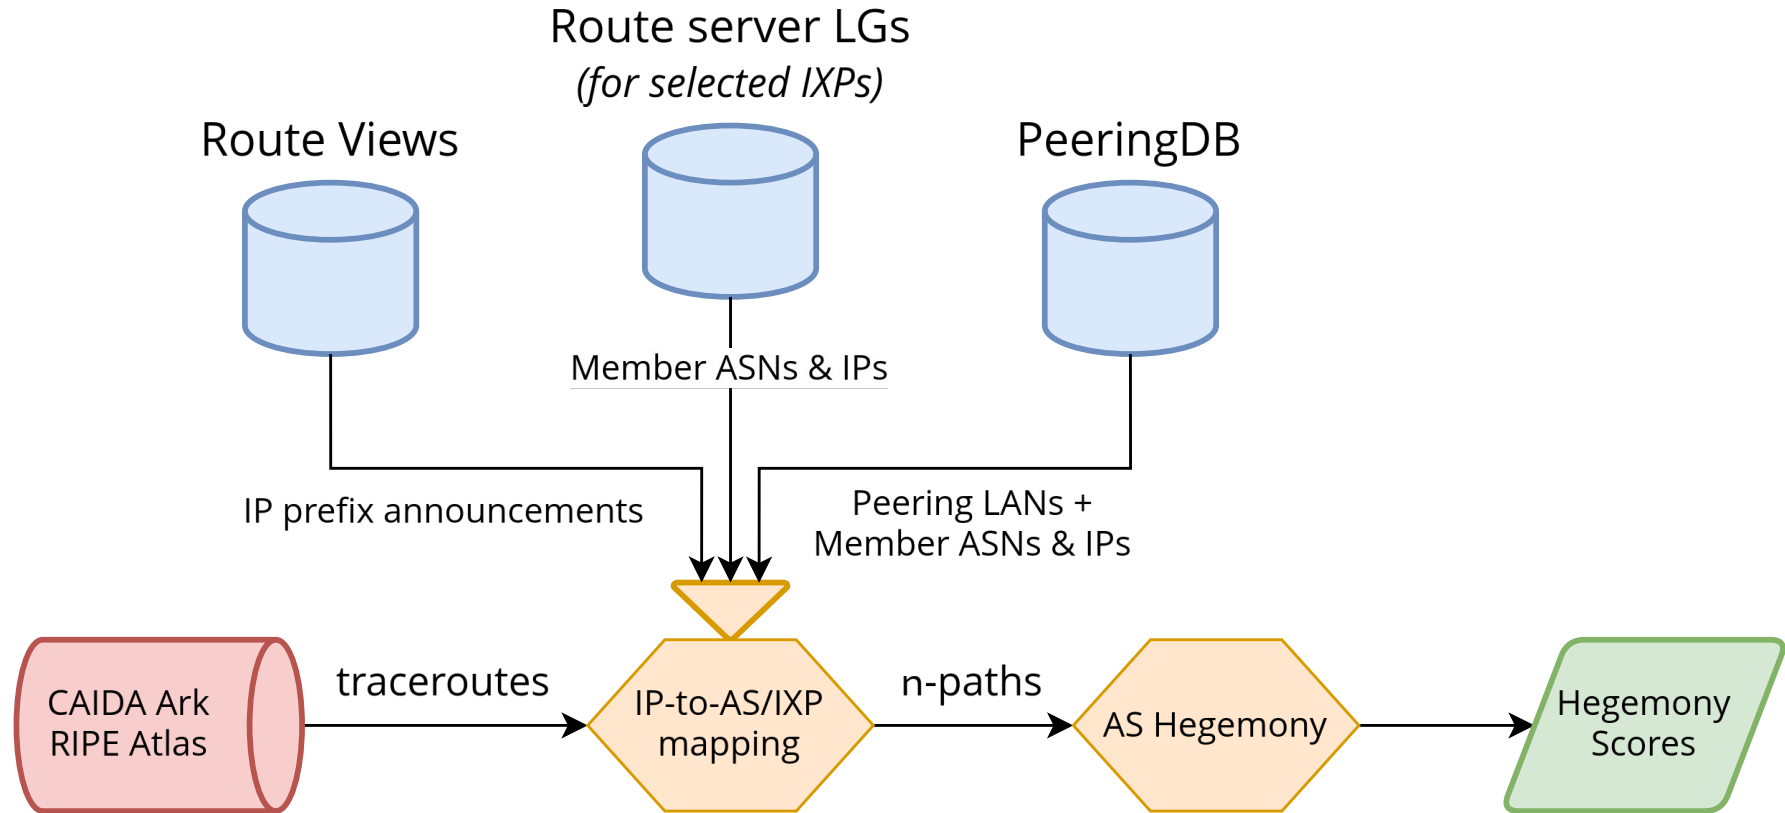 Route server LGs
(for selected IXPs)
Route Views
PeeringDB
Member ASNs & IPs
IP prefix announcements
Peering LANs +
Member ASNs & IPs
CAIDA Ark
RIPE Atlas
traceroutes
IP-to-AS/IXP
mapping
n-paths
AS Hegemony
Hegemony
Scores